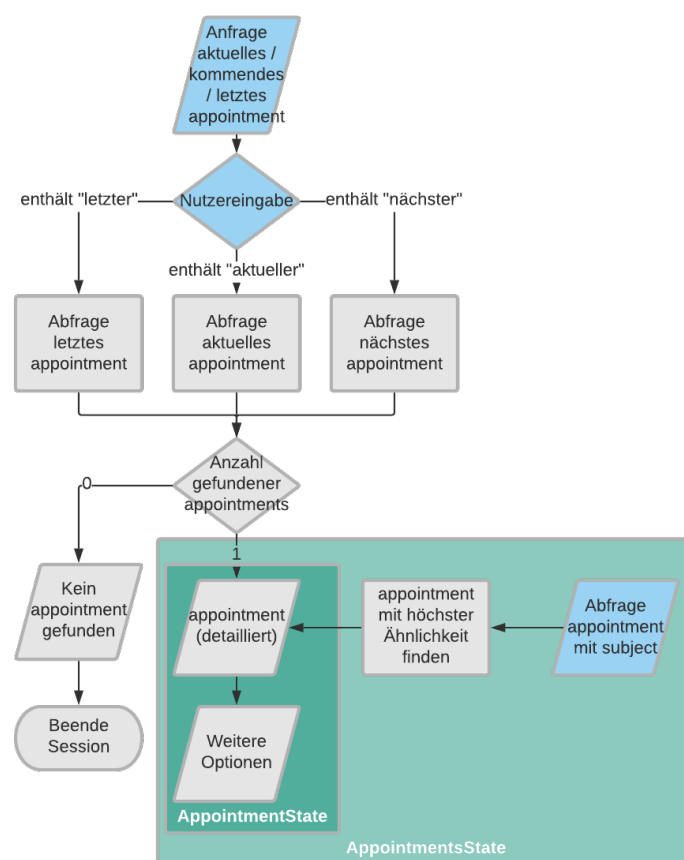 Anfrage
aktuelles /
kommendes
/ letztes
appointment
Nutzereingabe
enthält "letzter"
enthält "nächster"
enthält "aktueller"
Abfrage
letztes
appointment
Abfrage
aktuelles
appointment
Abfrage
nächstes
appointment
Anzahl
gefundener
appointments
0
1
Kein
appointment
gefunden
appointment
(detailliert)
appointment
mit höchster
Ähnlichkeit
finden
Abfrage
appointment
mit subject
Beende
Session
Weitere
Optionen
AppointmentState
AppointmentsState